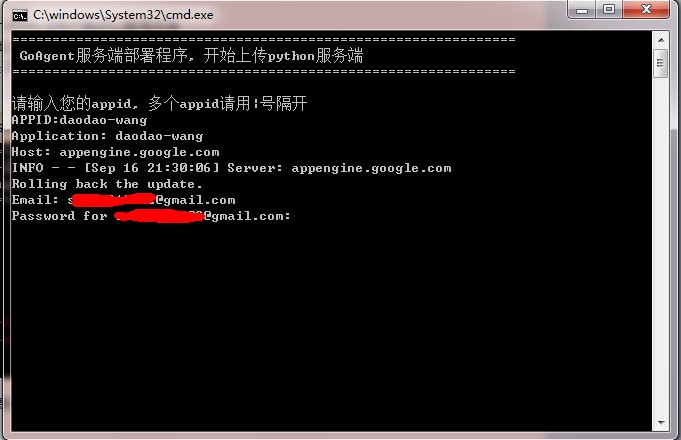 C:\windows\System32\cmd.exe
===============================================================
GoAgent服务端部署程序, 开始上传python服务端
===============================================================
请输入您的appid, 多个appid请用|号隔开
APPID:daodao-wang
Application: daodao-wang
Host: appengine.google.com
INFO - - [Sep 16 21:30:06] Server: appengine.google.com
Rolling back the update.
Email: s @gmail.com
Password for @gmail.com: